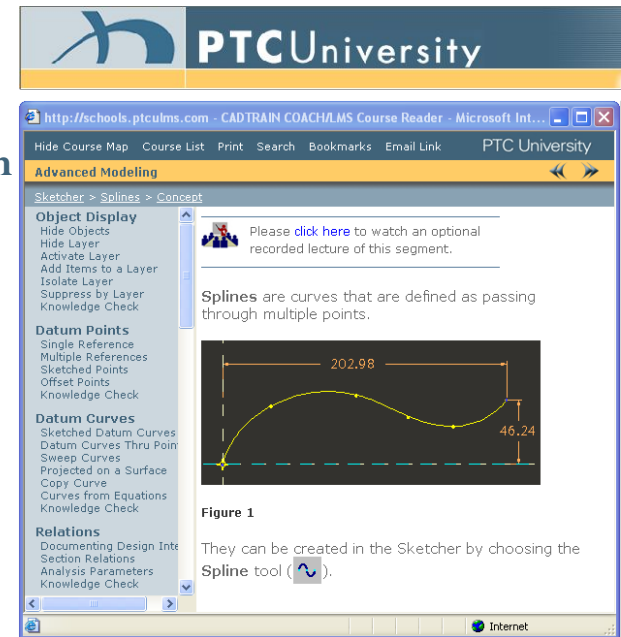 PTCUniversity
http://schools.ptculms.com - CADTRAIN COACH/LMS Course Reader - Microsoft Int...
Hide Course Map Course List Print Search Bookmarks Email Link PTC University
n
Advanced Modeling
Sketcher > Splines > Concept
Object Display
Hide Objects
Hide Layer
Activate Layer
Add Items to a Layer
Isolate Layer
Suppress by Layer
Knowledge Check
Datum Points
Single Reference
Multiple References
Sketched Points
Offset Points
Knowledge Check
Datum Curves
Sketched Datum Curves
Datum Curves Thru Poin
Sweep Curves
Projected on a Surface
Copy Curve
Curves from Equations
Knowledge Check
Relations
Documenting Design Inte
Section Relations
Analysis Parameters
Knowledge Check
Please click here to watch an optional
recorded lecture of this segment.
Splines are curves that are defined as passing
through multiple points.
202.98
46.24
Figure 1
They can be created in the Sketcher by choosing the
Spline tool ( ).
Internet